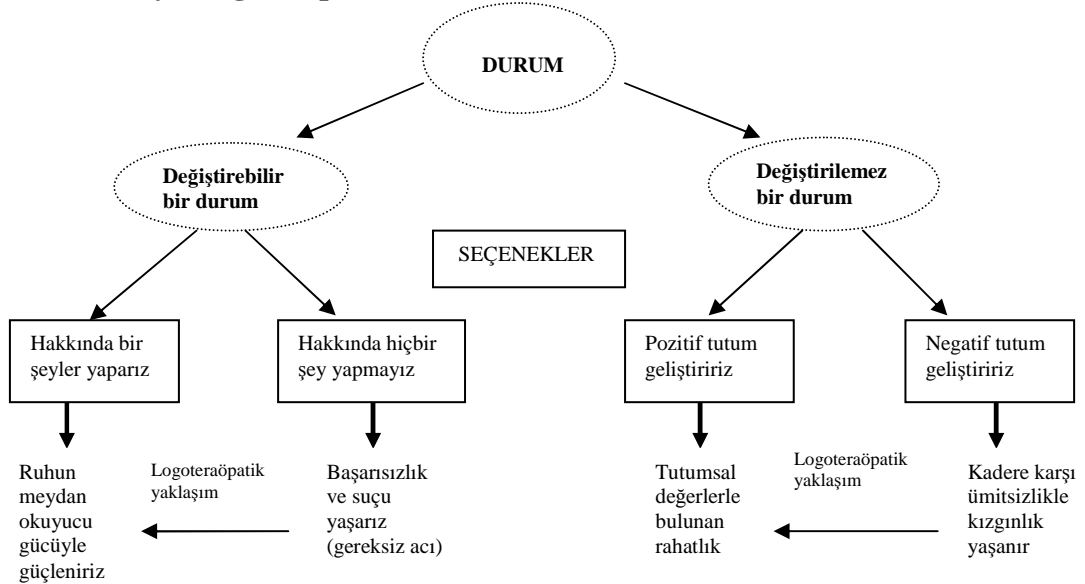 DURUM
Değiştirebilir
bir durum
Değiştirilemez
bir durum
SEÇENEKLER
Hakkında bir
şeyler yaparız
Hakkında hiçbir
şey yapmayız
Pozitif tutum
geliştiririz
Negatif tutum
geliştiririz
Ruhun
meydan
okuyucu
gücüyle
güçleniriz
Logoteraöpatik
yaklaşım
Başarısızlık
ve suçu
yaşarız
(gereksiz acı)
Tutumsal
değerlerle
bulunan
rahatlık
Logoteraöpatik
yaklaşım
Kadere karşı
ümitsizlikle
kızgınlık
yaşanır